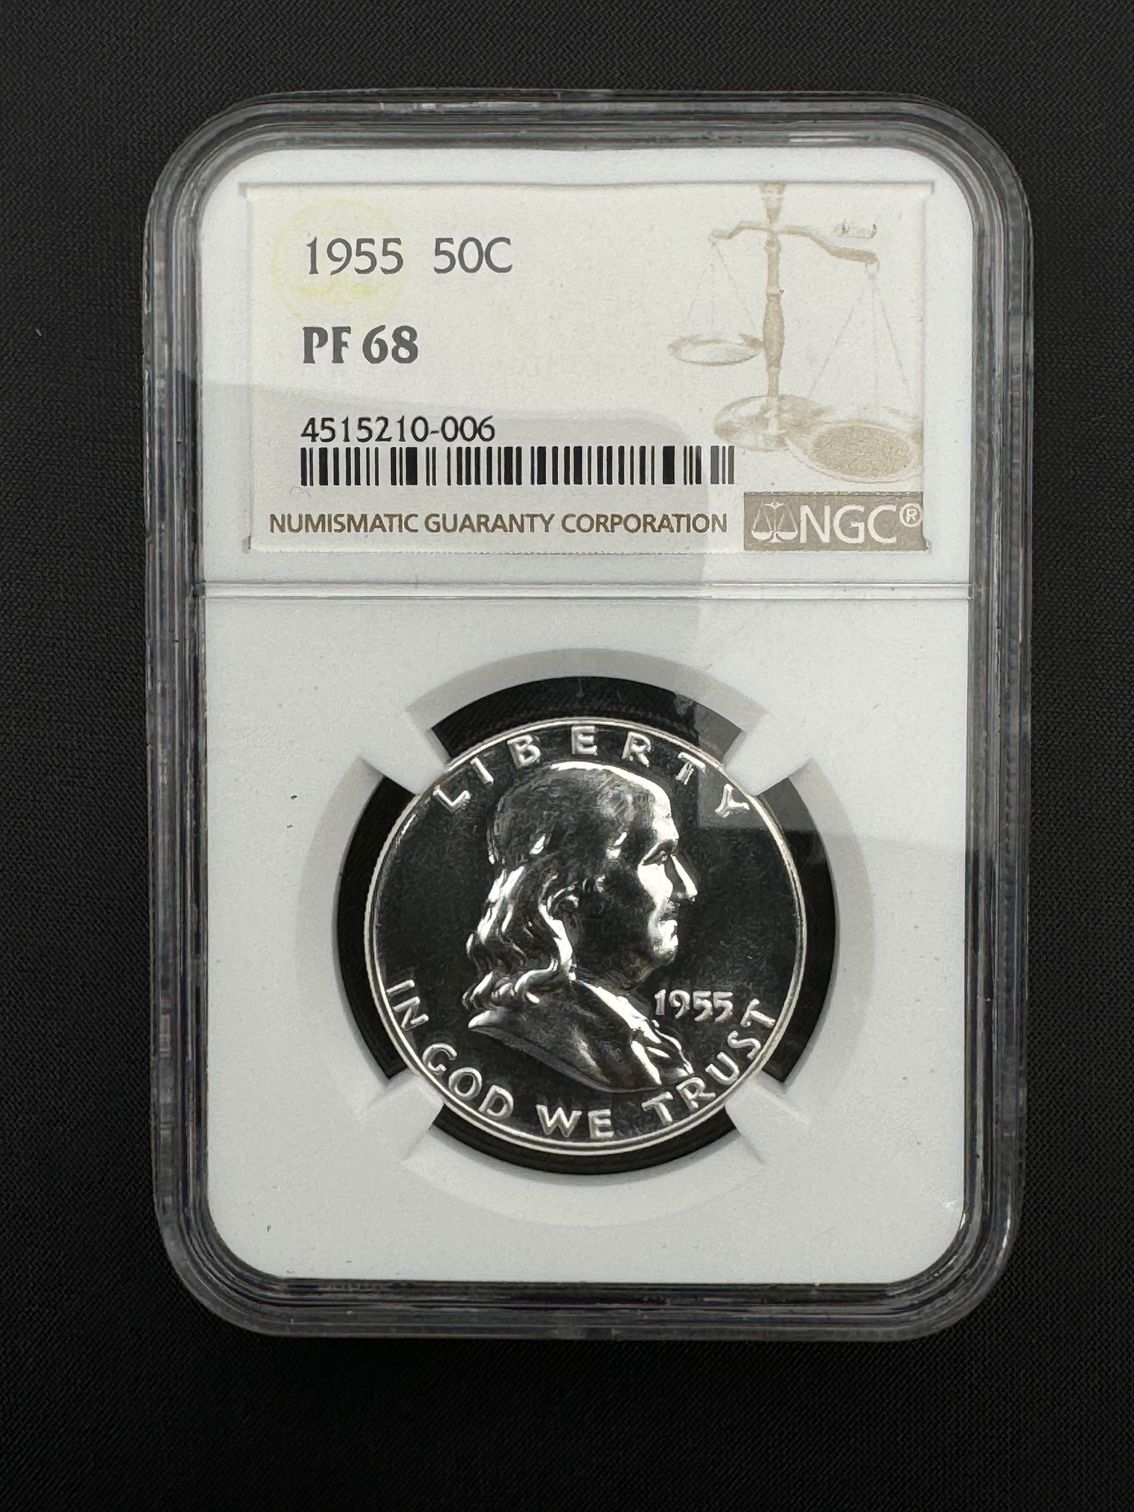 1955 50C
PF 68
4515210-006
NUMISMATIC GUARANTY CORPORATION
NGC®
LIBERTY
1955
IN GOD WE TRUST